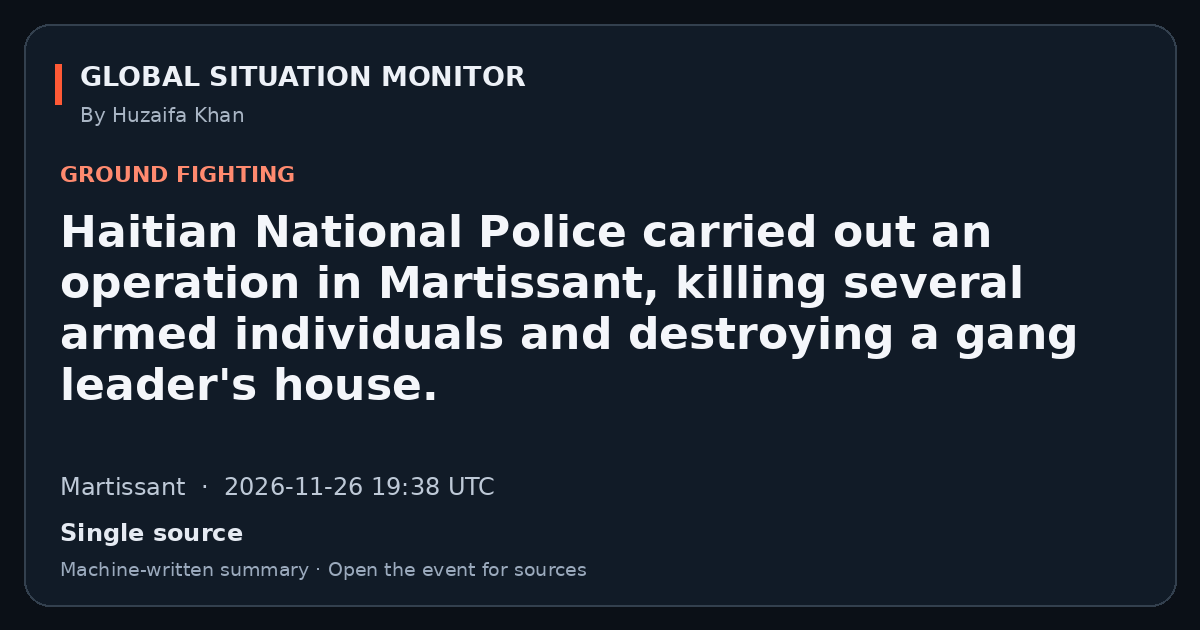 GLOBAL SITUATION MONITOR
By Huzaifa Khan
GROUND FIGHTING
Haitian National Police carried out an
operation in Martissant, killing several
armed individuals and destroying a gang
leader's house.
Martissant · 2026-11-26 19:38 UTC
Single source
Machine-written summary · Open the event for sources